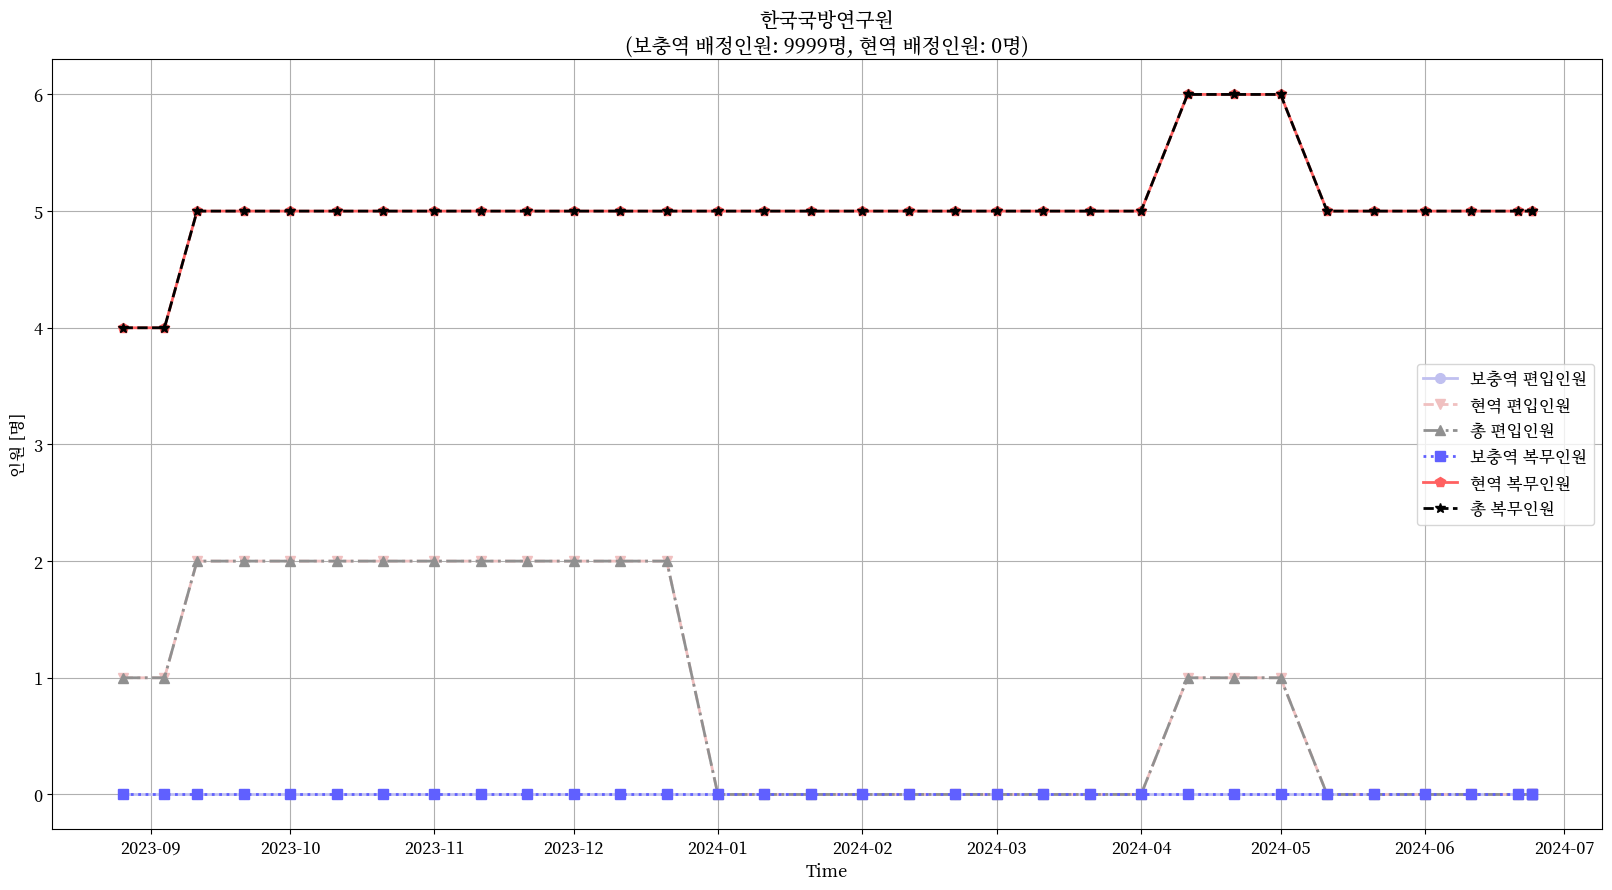 한국국방연구원
(보충역 배정인원: 9999명, 현역 배정인원: 0명)
인원 [명]
6
5
4
3
2
1
0
보충역 편입인원
현역 편입인원
총 편입인원
보충역 복무인원
현역 복무인원
총 복무인원
2023-09
2023-10
2023-11
2023-12
2024-01
2024-02
2024-03
2024-04
2024-05
2024-06
2024-07
Time